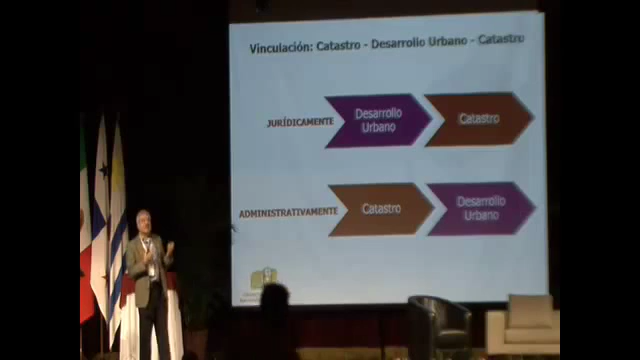 Vinculación: Catastro - Desarrollo Urbano - Catastro
JURÍDICAMENTE
Desarrollo
Urbano
Catastro
ADMINISTRATIVAMENTE
Catastro
Desarrollo
Urbano